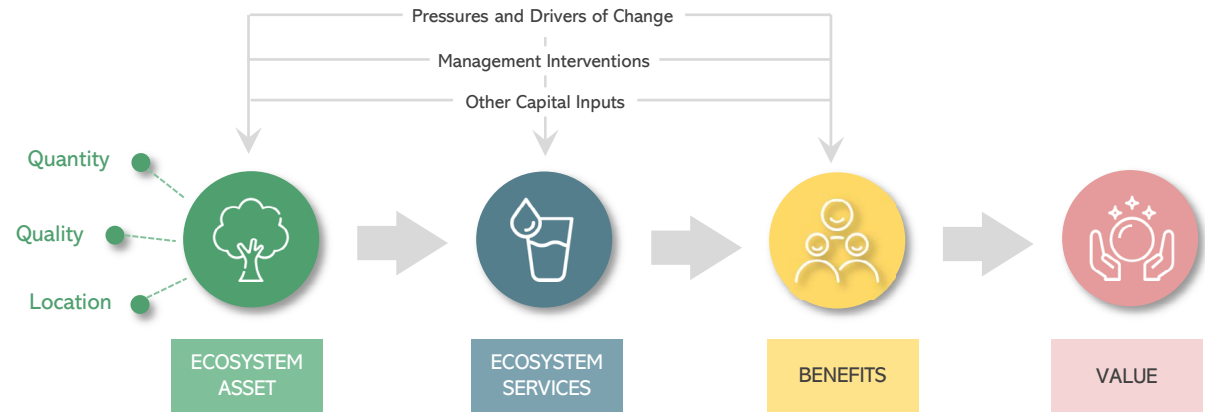 Pressures and Drivers of Change
Management Interventions
Other Capital Inputs
Quantity
Quality
Location
ECOSYSTEM
ASSET
ECOSYSTEM
SERVICES
BENEFITS
VALUE